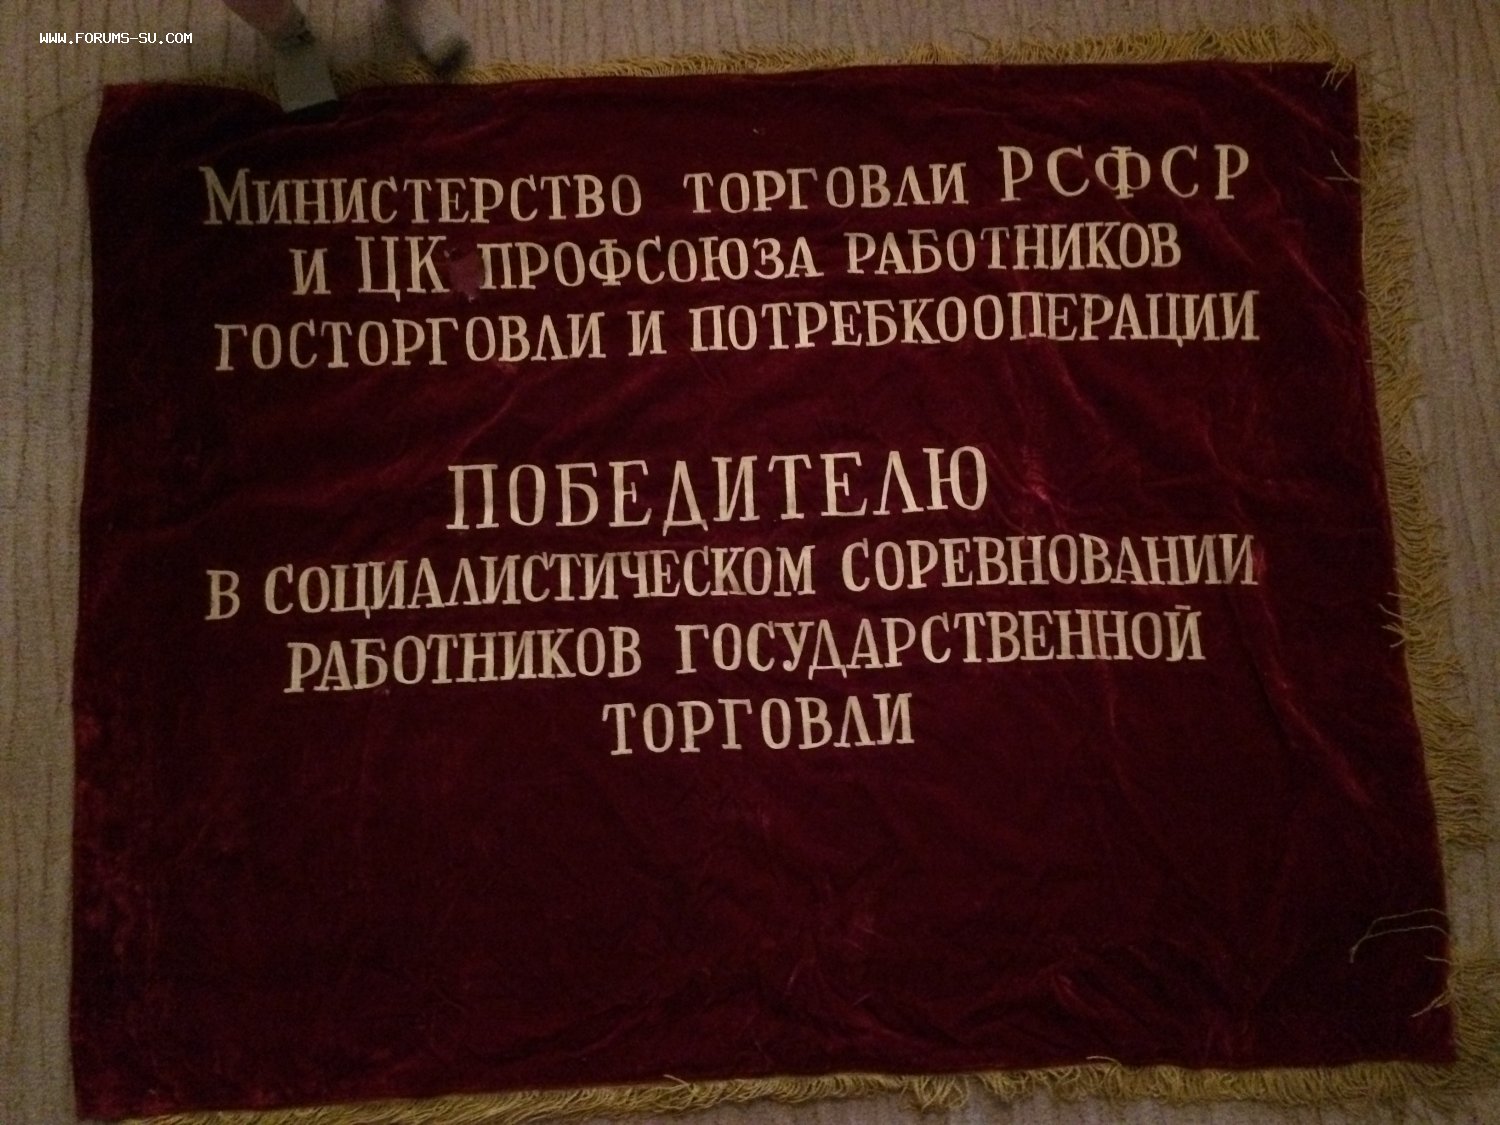 WWW.FORUMS-SU.COM
МИНИСТЕРСТВО ТОРГОВЛИ РСФСР
И ЦК ПРОФСОЮЗА РАБОТНИКОВ
ГОСТОРГОВЛИ И ПОТРЕБКООПЕРАЦИИ
ПОБЕДИТЕЛЮ
В СОЦИАЛИСТИЧЕСКОМ СОРЕВНОВАНИИ
РАБОТНИКОВ ГОСУДАРСТВЕННОЙ
ТОРГОВЛИ